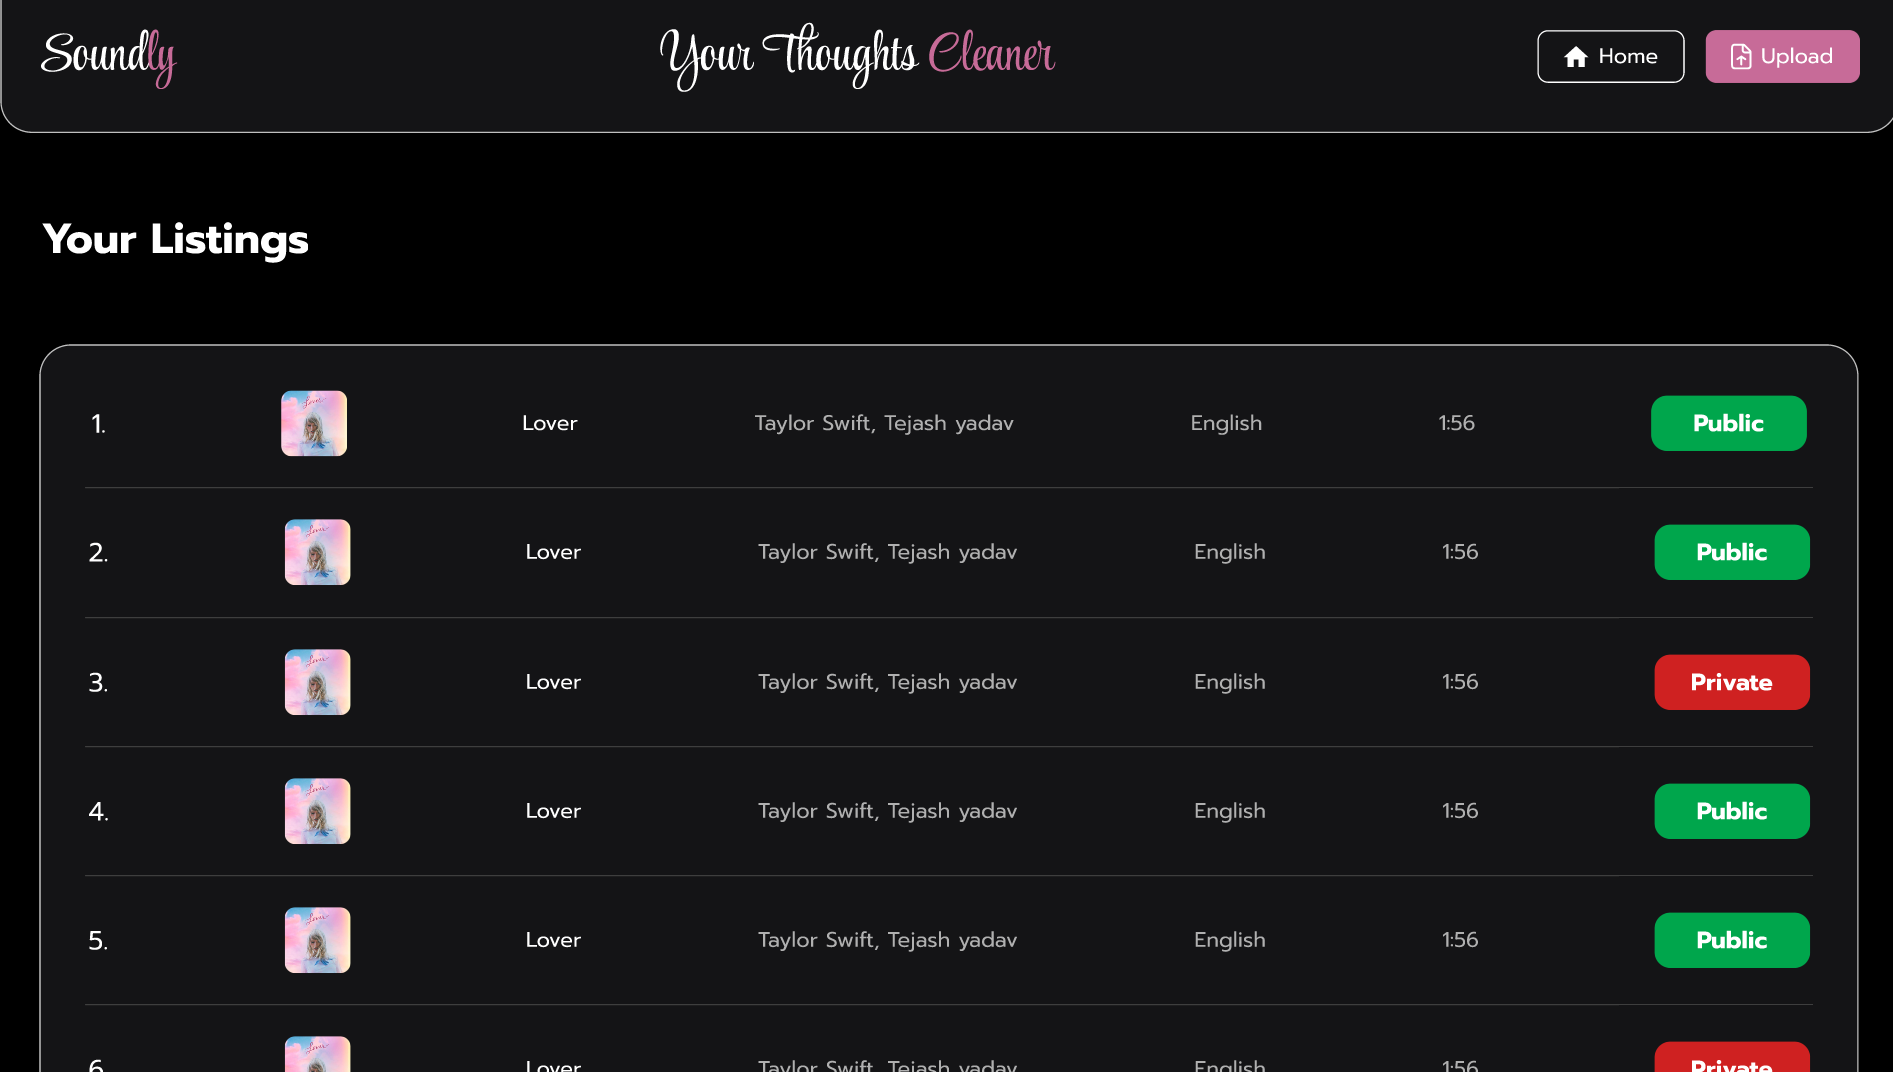 Soundly
Your Thoughts Cleaner
Home
Upload
Your Listings
1. Lover Taylor Swift, Tejash yadav English 1:56 Public
2. Lover Taylor Swift, Tejash yadav English 1:56 Public
3. Lover Taylor Swift, Tejash yadav English 1:56 Private
4. Lover Taylor Swift, Tejash yadav English 1:56 Public
5. Lover Taylor Swift, Tejash yadav English 1:56 Public
6. Lover Taylor Swift, Tejash yadav English 1:56 Private